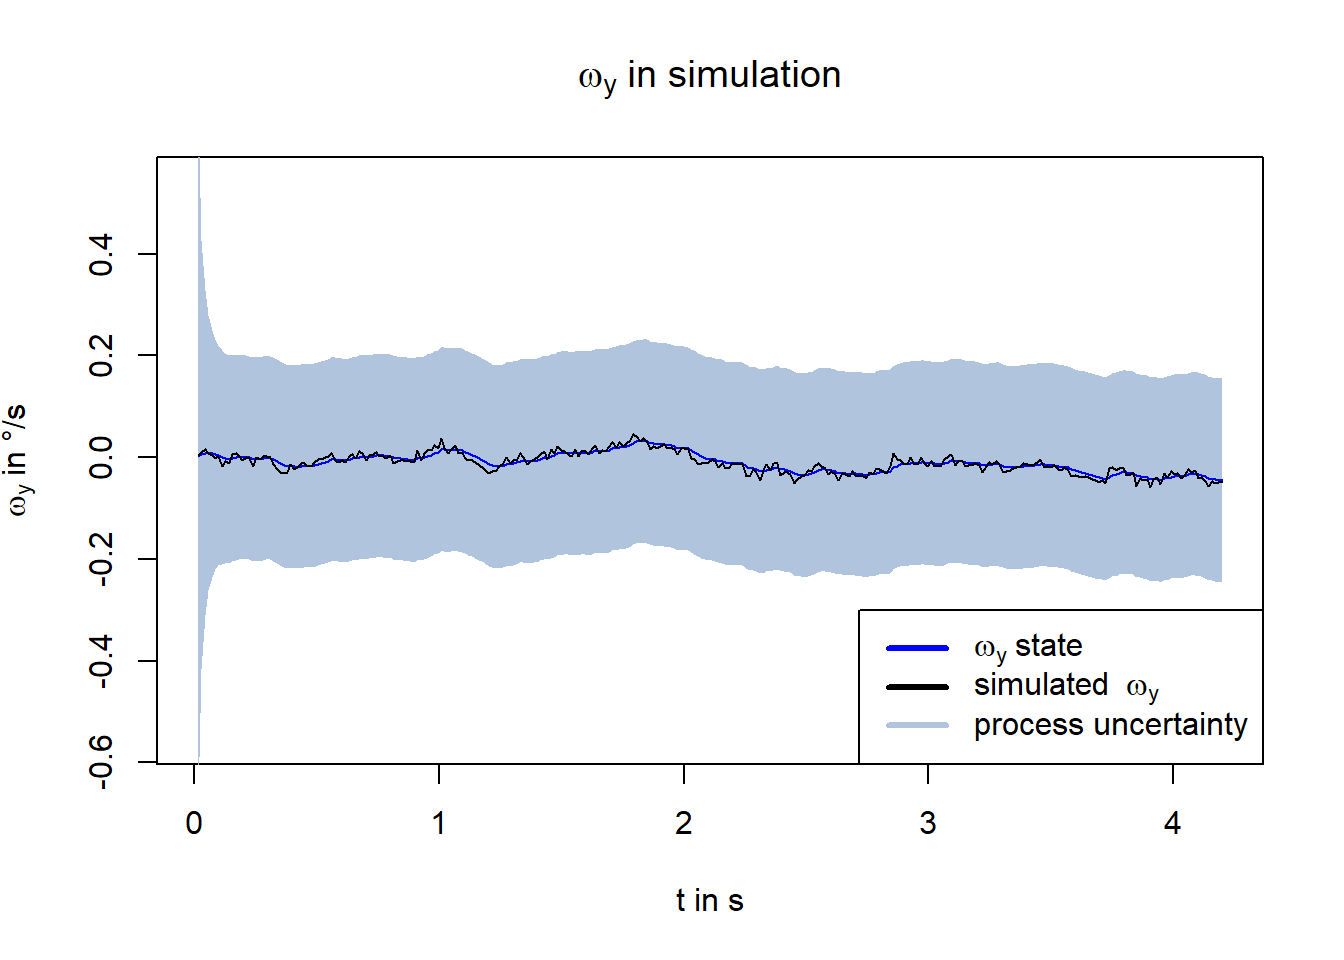 ωy in simulation
ωy in °/s
0.4
0.2
0.0
-0.2
-0.4
-0.6
0 1 2 3 4
t in s
ωy state
simulated ωy
process uncertainty